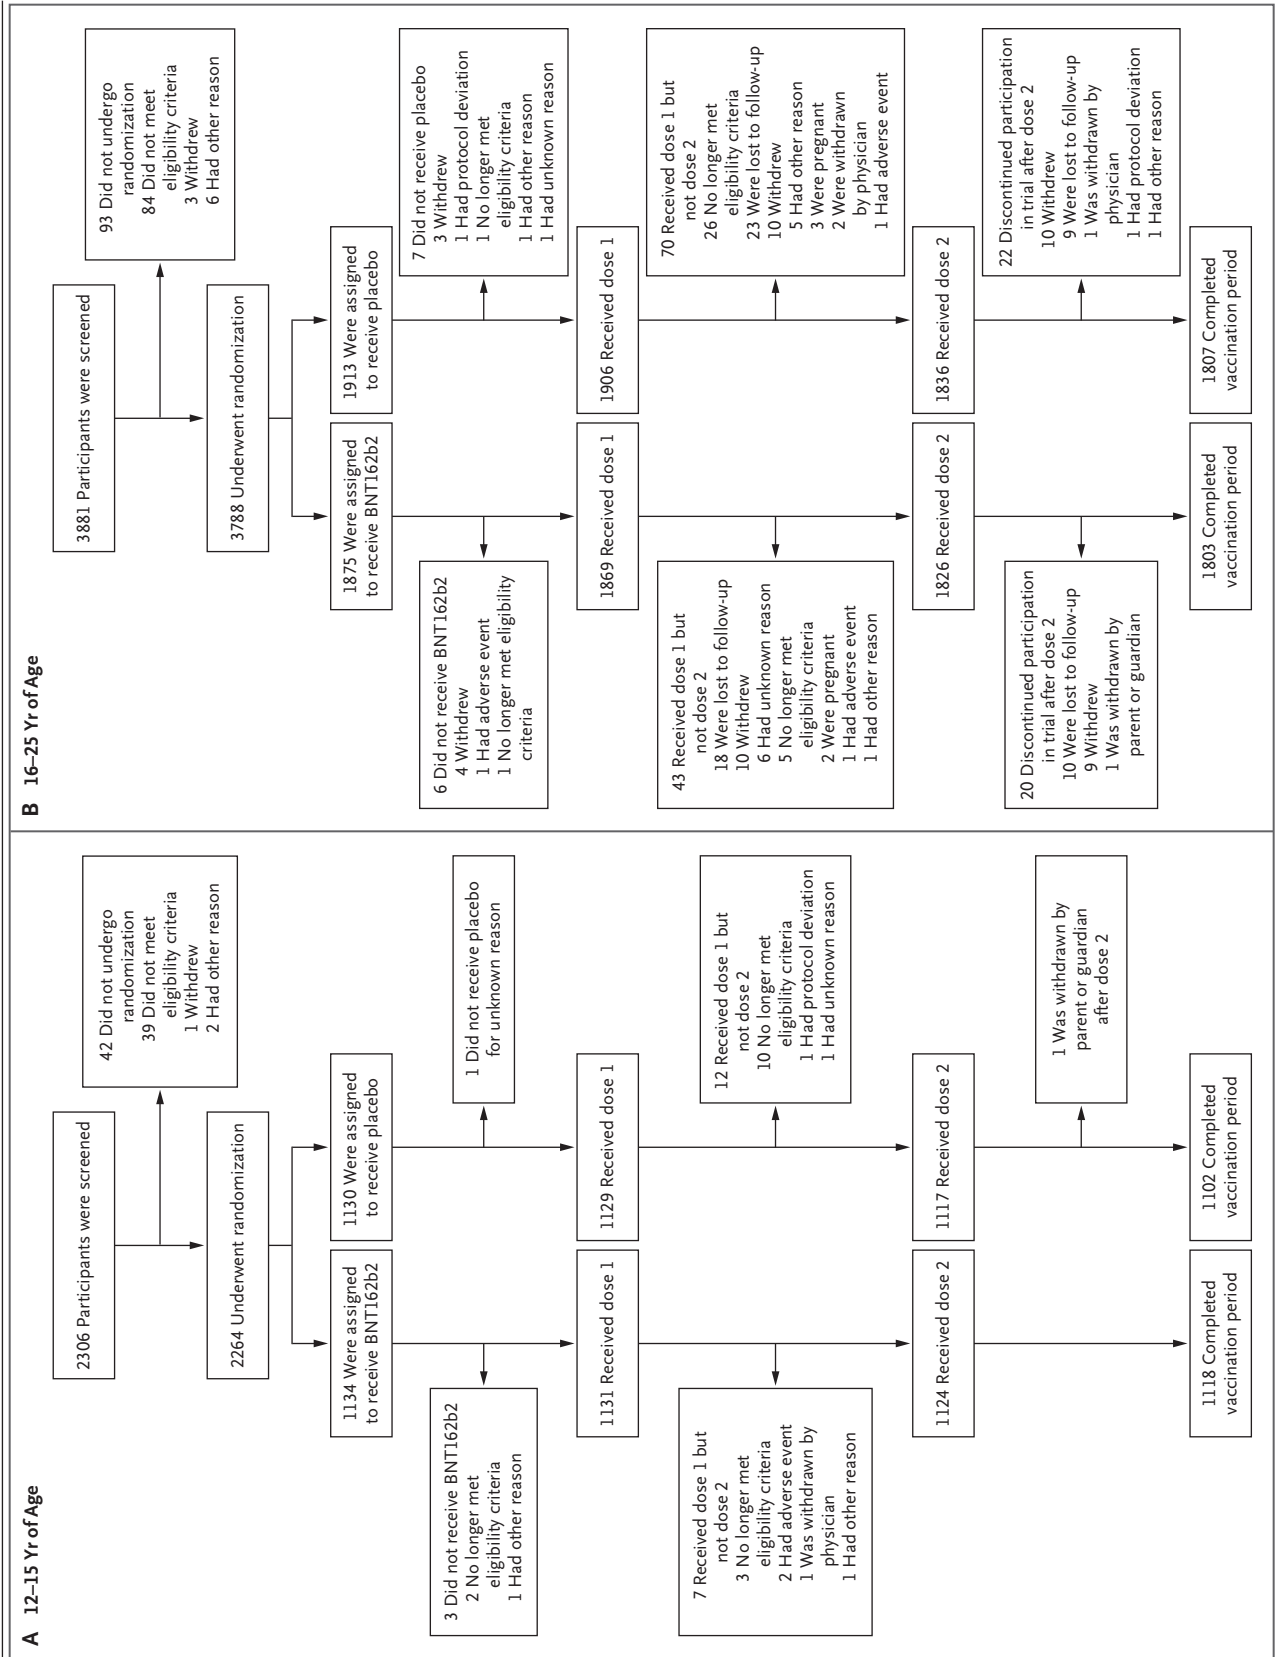 A 12–15 Yr of Age
2306 Participants were screened
42 Did not undergo
randomization
39 Did not meet
eligibility criteria
1 Withdrew
2 Had other reason
2264 Underwent randomization
1134 Were assigned
to receive BNT162b2
1130 Were assigned
to receive placebo
3 Did not receive BNT162b2
2 No longer met
eligibility criteria
1 Had other reason
1 Did not receive placebo
for unknown reason
1131 Received dose 1
1129 Received dose 1
7 Received dose 1 but
not dose 2
3 No longer met
eligibility criteria
2 Had adverse event
1 Was withdrawn by
physician
1 Had other reason
12 Received dose 1 but
not dose 2
10 No longer met
eligibility criteria
1 Had protocol deviation
1 Had unknown reason
1124 Received dose 2
1117 Received dose 2
1 Was withdrawn by
parent or guardian
after dose 2
1118 Completed
vaccination period
1102 Completed
vaccination period
B 16–25 Yr of Age
3881 Participants were screened
93 Did not undergo
randomization
84 Did not meet
eligibility criteria
3 Withdrew
6 Had other reason
3788 Underwent randomization
1875 Were assigned
to receive BNT162b2
1913 Were assigned
to receive placebo
6 Did not receive BNT162b2
4 Withdrew
1 Had adverse event
1 No longer met eligibility
criteria
7 Did not receive placebo
3 Withdrew
1 Had protocol deviation
1 No longer met
eligibility criteria
1 Had other reason
1 Had unknown reason
1869 Received dose 1
1906 Received dose 1
43 Received dose 1 but
not dose 2
18 Were lost to follow-up
10 Withdrew
6 Had unknown reason
5 No longer met
eligibility criteria
2 Were pregnant
1 Had adverse event
1 Had other reason
70 Received dose 1 but
not dose 2
26 No longer met
eligibility criteria
23 Were lost to follow-up
10 Withdrew
5 Had other reason
3 Were pregnant
2 Were withdrawn
by physician
1 Had adverse event
1826 Received dose 2
1836 Received dose 2
20 Discontinued participation
in trial after dose 2
10 Were lost to follow-up
9 Withdrew
1 Was withdrawn by
parent or guardian
22 Discontinued participation
in trial after dose 2
10 Withdrew
9 Were lost to follow-up
1 Was withdrawn by
physician
1 Had protocol deviation
1 Had other reason
1803 Completed
vaccination period
1807 Completed
vaccination period